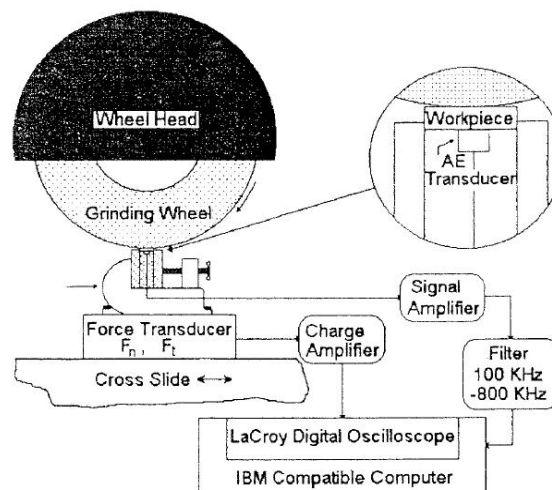 Wheel Head
Grinding Wheel
Workpiece
AE
Transducer
Signal
Amplifier
Force Transducer
Fn, Ft
Charge
Amplifier
Filter
100 KHz
-800 KHz
Cross Slide
LaCroy Digital Oscilloscope
IBM Compatible Computer